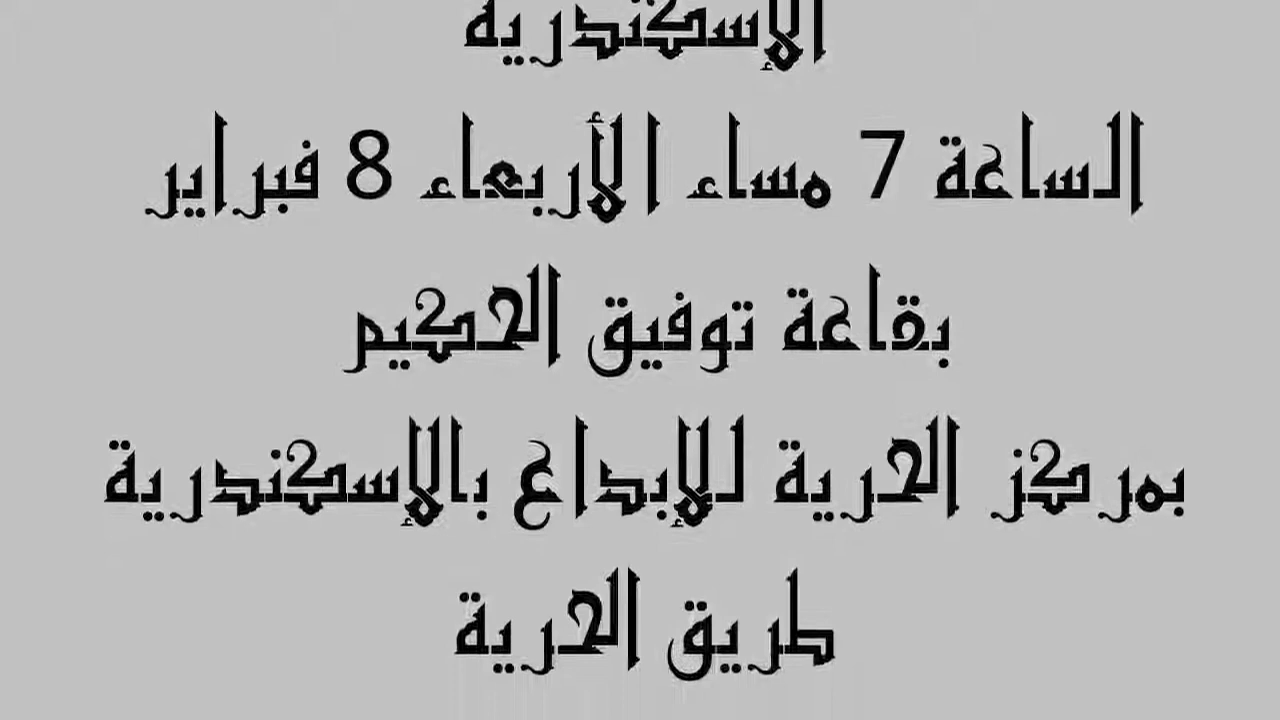 الإسكندرية
الساعة 7 مساء الأربعاء 8 فبراير
بقاعة توفيق الحكيم
بمركز الحرية للإبداع بالإسكندرية
طريق الحرية